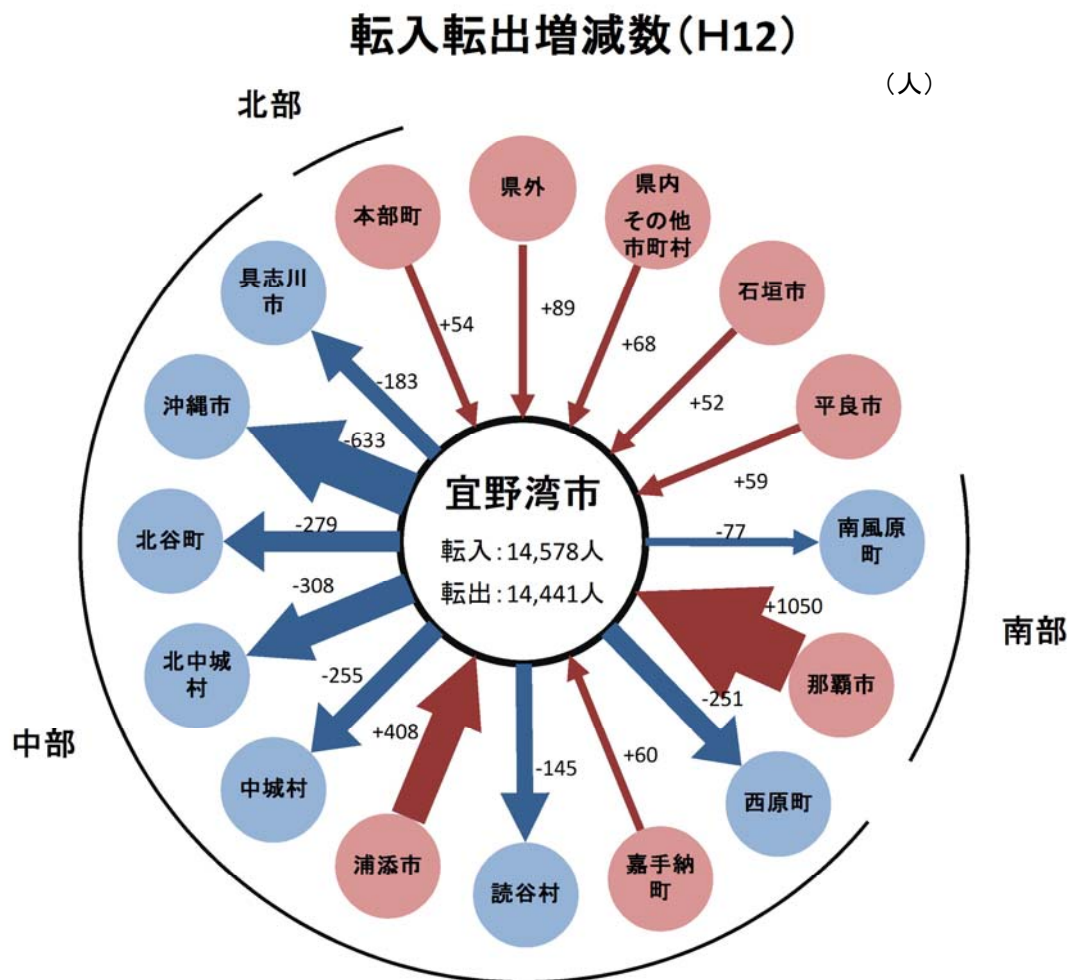 転入転出増減数(H12)
(人)
北部
県外
県内
その他
市町村
本部町
石垣市
具志川
市
平良市
沖縄市
+54
+89
+68
-183
+52
-633
+59
宜野湾市
転入:14,578人
転出:14,441人
北谷町
-279
-77
南風原
町
-308
+1050
南部
北中城
村
-255
-251
那覇市
中部
+408
-145
+60
中城村
西原町
浦添市
読谷村
嘉手納
町